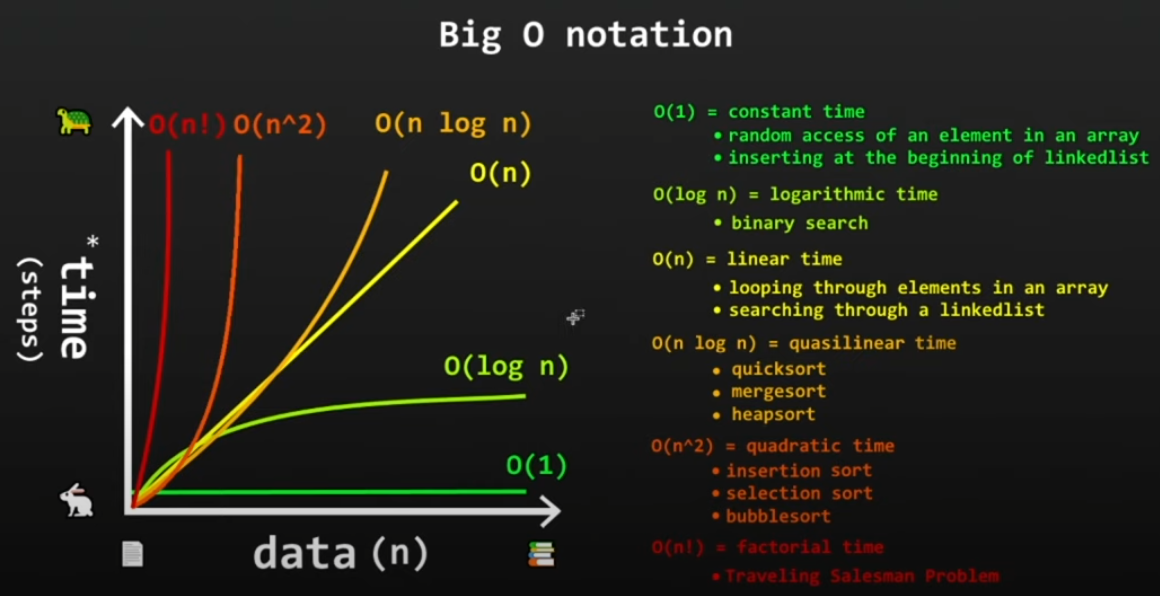 Big O notation
O(n!)
O(n^2)
O(n log n)
O(n)
O(log n)
O(1)
*time
(steps)
data (n)
O(1) = constant time
• random access of an element in an array
• inserting at the beginning of linkedlist
O(log n) = logarithmic time
• binary search
O(n) = linear time
• looping through elements in an array
• searching through a linkedlist
O(n log n) = quasilinear time
• quicksort
• mergesort
• heapsort
O(n^2) = quadratic time
• insertion sort
• selection sort
• bubblesort
O(n!) = factorial time
• Traveling Salesman Problem